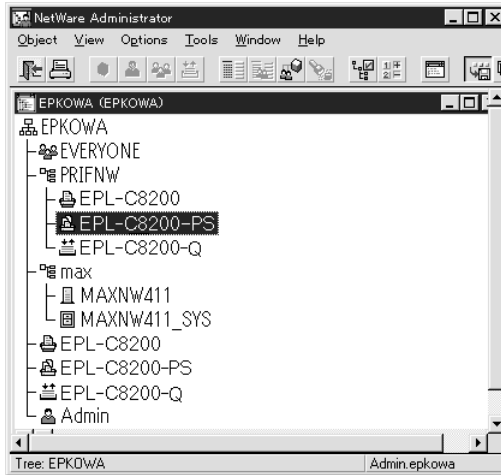 NetWare Administrator
Object View Options Tools Window Help
EPKOWA (EPKOWA)
EPKOWA
EVERYONE
PRIFNW
EPL-C8200
EPL-C8200-PS
EPL-C8200-Q
max
MAXNW411
MAXNW411_SYS
EPL-C8200
EPL-C8200-PS
EPL-C8200-Q
Admin
Tree: EPKOWA Admin.epkowa